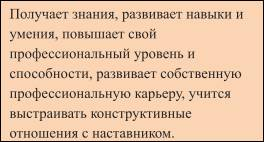 Получает знания, развивает навыки и
умения, повышает свой
профессиональный уровень и
способности, развивает собственную
профессиональную карьеру, учится
выстраивать конструктивные
отношения с наставником.